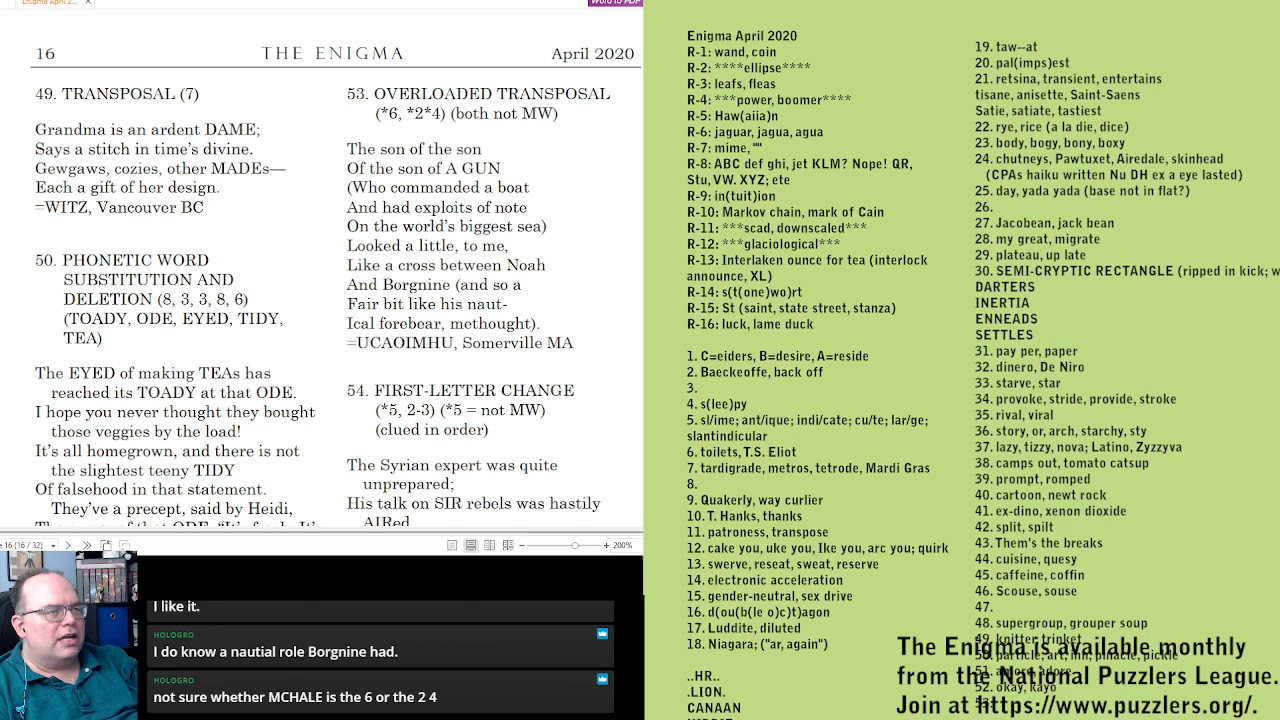 Enigma April 2...
Word to PDF
16 THE ENIGMA April 2020
49. TRANSPOSAL (7)
Grandma is an ardent DAME;
Says a stitch in time's divine.
Gewgaws, cozies, other MADEs—
Each a gift of her design.
=WITZ, Vancouver BC
50. PHONETIC WORD
SUBSTITUTION AND
DELETION (8, 3, 3, 8, 6)
(TOADY, ODE, EYED, TIDY,
TEA)
The EYED of making TEAs has
reached its TOADY at that ODE.
I hope you never thought they bought
those veggies by the load!
It's all homegrown, and there is not
the slightest teeny TIDY
Of falsehood in that statement.
They've a precept, said by Heidi,
53. OVERLOADED TRANSPOSAL
(*6, *2*4) (both not MW)
The son of the son
Of the son of A GUN
(Who commanded a boat
And had exploits of note
On the world's biggest sea)
Looked a little, to me,
Like a cross between Noah
And Borgnine (and so a
Fair bit like his naut-
Ical forebear, methought).
=UCAOIMHU, Somerville MA
54. FIRST-LETTER CHANGE
(*5, 2-3) (*5 = not MW)
(clued in order)
The Syrian expert was quite
unprepared;
His talk on SIR rebels was hastily
AIRed
16 (16 / 32)
200%
I like it.
HOLOGRO
I do know a nautial role Borgnine had.
HOLOGRO
not sure whether MCHALE is the 6 or the 2 4
Enigma April 2020
R-1: wand, coin
R-2: ****ellipse****
R-3: leafs, fleas
R-4: ***power, boomer****
R-5: Haw(aiia)n
R-6: jaguar, jagua, agua
R-7: mime, ""
R-8: ABC def ghi, jet KLM? Nope! QR,
Stu, VW. XYZ; ete
R-9: in(tuit)ion
R-10: Markov chain, mark of Cain
R-11: ***scad, downscaled***
R-12: ***glaciological***
R-13: Interlaken ounce for tea (interlock
announce, XL)
R-14: s(t(one)wo)rt
R-15: St (saint, state street, stanza)
R-16: luck, lame duck
1. C=eiders, B=desire, A=reside
2. Baeckeoffe, back off
3.
4. s(lee)py
5. sl/ime; ant/ique; indi/cate; cu/te; lar/ge;
slantindicular
6. toilets, T.S. Eliot
7. tardigrade, metros, tetrode, Mardi Gras
8.
9. Quakerly, way curlier
10. T. Hanks, thanks
11. patroness, transpose
12. cake you, uke you, Ike you, arc you; quirk
13. swerve, reseat, sweat, reserve
14. electronic acceleration
15. gender-neutral, sex drive
16. d(ou(b(le o)c)t)agon
17. Luddite, diluted
18. Niagara; ("ar, again")
..HR..
.LION.
CANAAN
19. taw--at
20. pal(imps)est
21. retsina, transient, entertains
tisane, anisette, Saint-Saens
Satie, satiate, tastiest
22. rye, rice (a la die, dice)
23. body, bogy, bony, boxy
24. chutneys, Pawtuxet, Airedale, skinhead
(CPAs haiku written Nu DH ex a eye lasted)
25. day, yada yada (base not in flat?)
26.
27. Jacobean, jack bean
28. my great, migrate
29. plateau, up late
30. SEMI-CRYPTIC RECTANGLE (ripped in kick; w
DARTERS
INERTIA
ENNEADS
SETTLES
31. pay per, paper
32. dinero, De Niro
33. starve, star
34. provoke, stride, provide, stroke
35. rival, viral
36. story, or, arch, starchy, sty
37. lazy, tizzy, nova; Latino, Zyzzyva
38. camps out, tomato catsup
39. prompt, romped
40. cartoon, newt rock
41. ex-dino, xenon dioxide
42. split, spilt
43. Them's the breaks
44. cuisine, quesy
45. caffeine, coffin
46. Scouse, souse
47.
48. supergroup, grouper soup
49. knitter, trinket
50. particle, art, inn, pinacle, pickle
51. amore, adore
52. okay, kayo
The Enigma is available monthly
from the National Puzzlers League.
Join at https://www.puzzlers.org/.